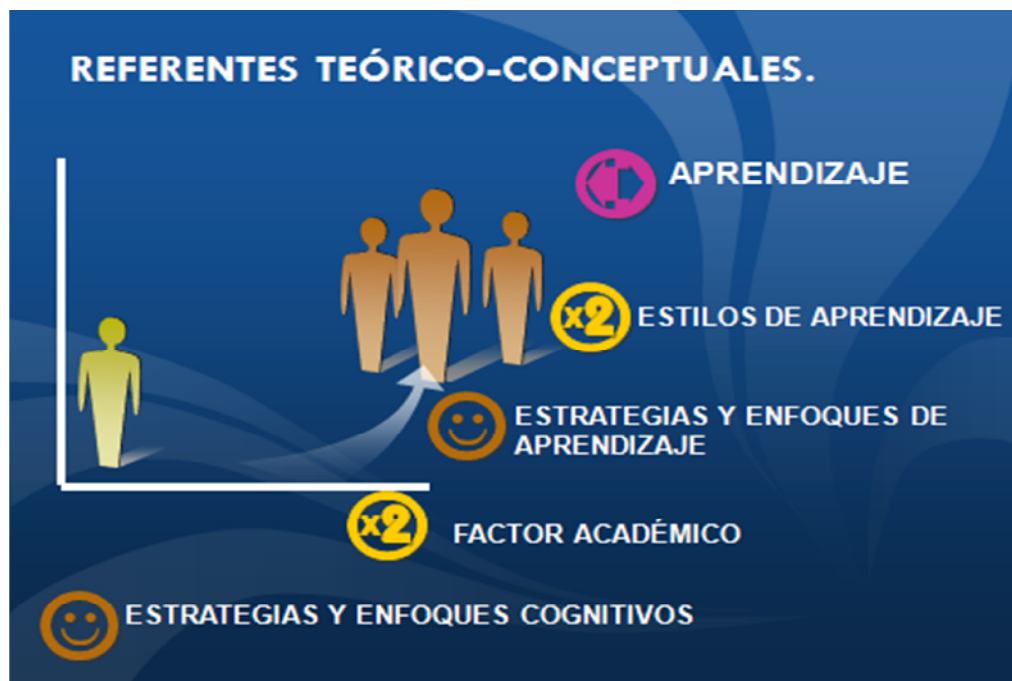 REFERENTES TEÓRICO-CONCEPTUALES.
APRENDIZAJE
x2
ESTILOS DE APRENDIZAJE
ESTRATEGIAS Y ENFOQUES DE
APRENDIZAJE
x2
FACTOR ACADÉMICO
ESTRATEGIAS Y ENFOQUES COGNITIVOS